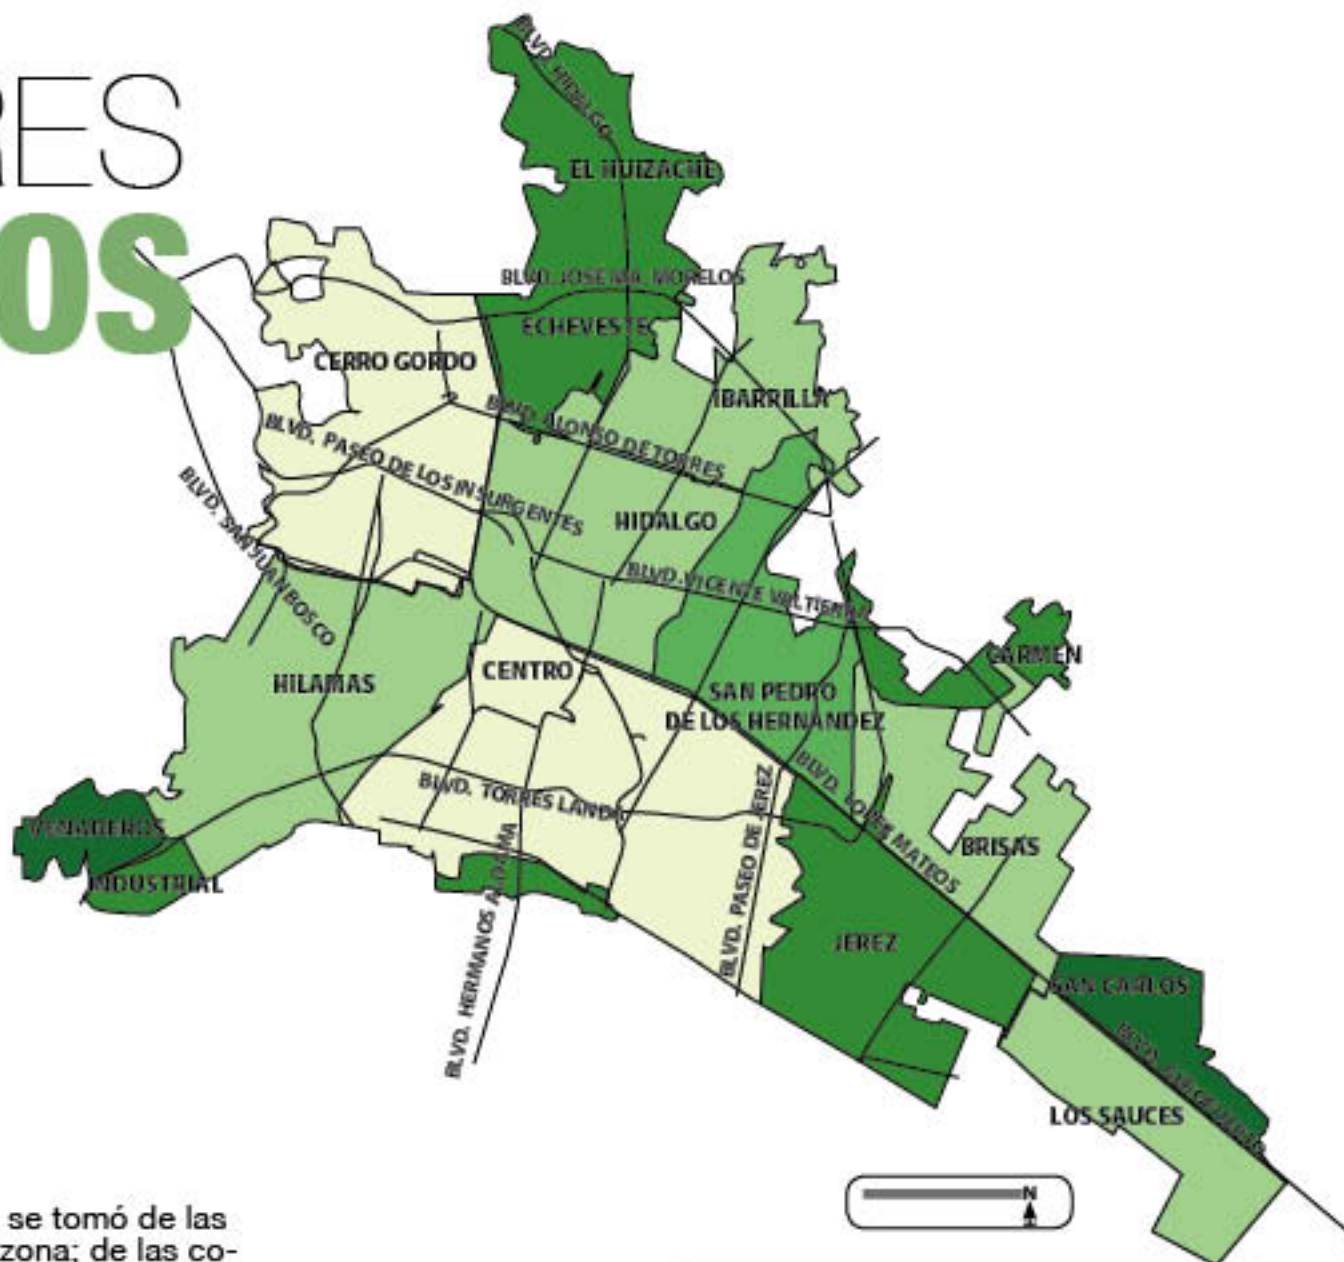 RES
OS
BLVD. HIDALGO
EL HUIZACHE
BLVD. JOSE MA. MORELOS
ECHEVESTE
CERRO GORDO
IBARRILLA
BLVD. ALONSO DE TORRES
BLVD. PASEO DE LOS INSURGENTES
BLVD. SAN JUAN BOSCO
HIDALGO
BLVD. VICENTE VALTIERRA
CARMEN
CENTRO
HILAMAS
SAN PEDRO
DE LOS HERNANDEZ
BLVD. TORRES LANDA
BLVD. PASEO DE JEREZ
BLVD. LOPEZ MATEOS
VENADEROS
INDUSTRIAL
BLVD. HERMANOS ALDAMA
BRISAS
JEREZ
SAN CARLOS
BLVD.
LOS SAUCES
N
se tomó de las
zona; de las co-